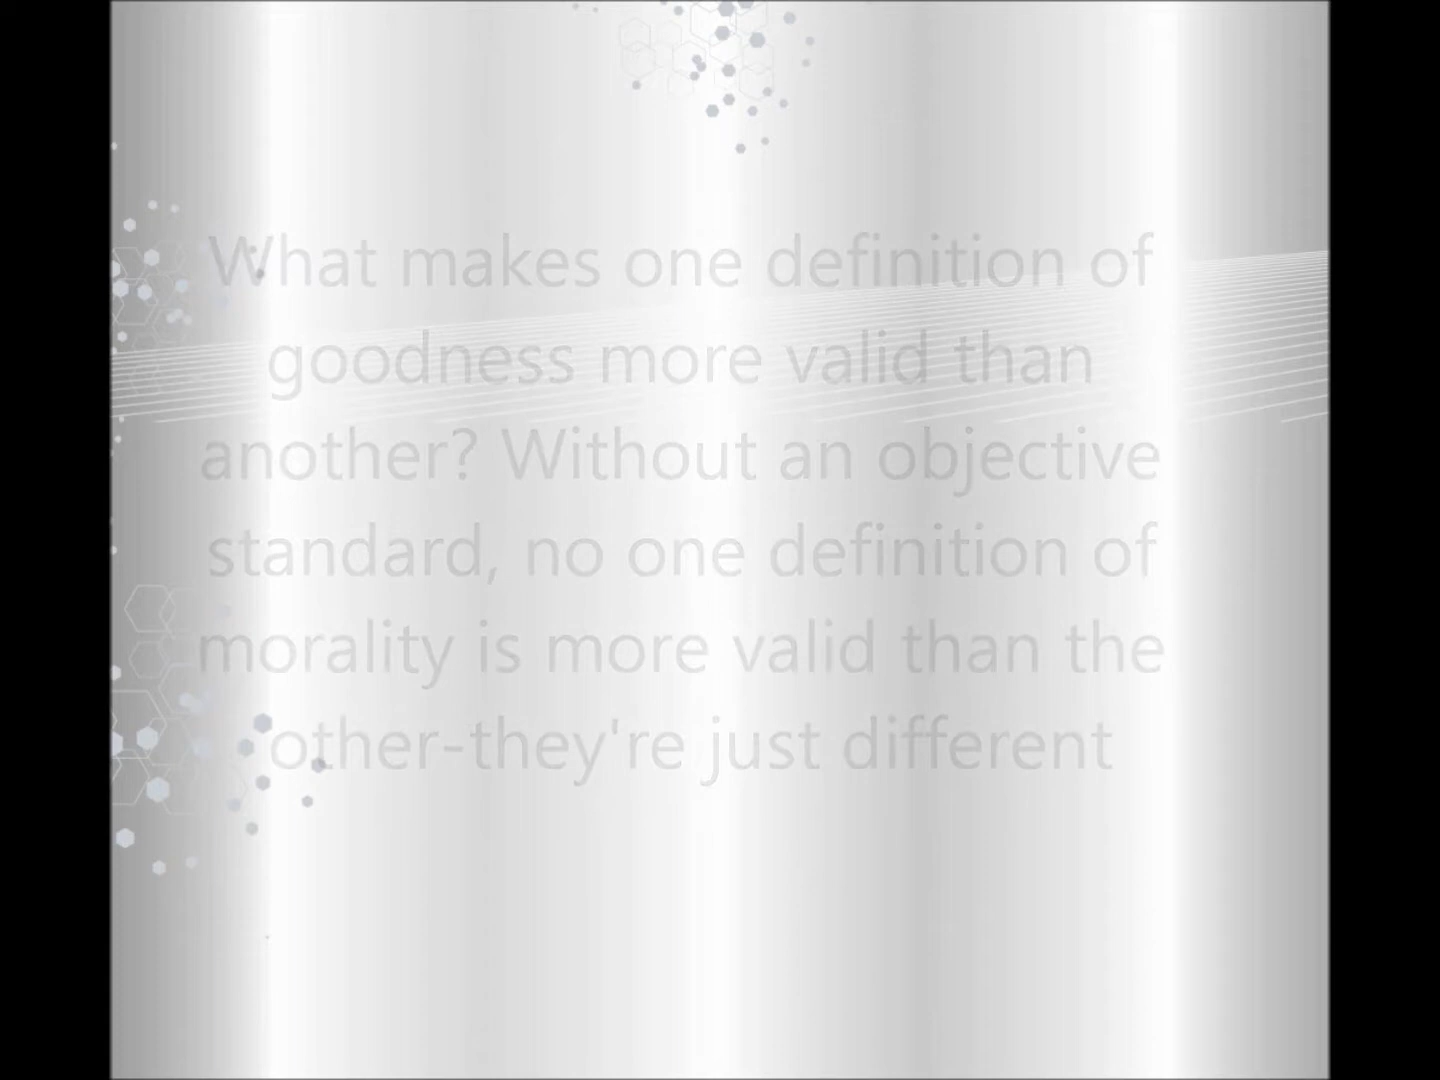 What makes one definition of
goodness more valid than
another? Without an objective
standard, no one definition of
morality is more valid than the
other-they're just different